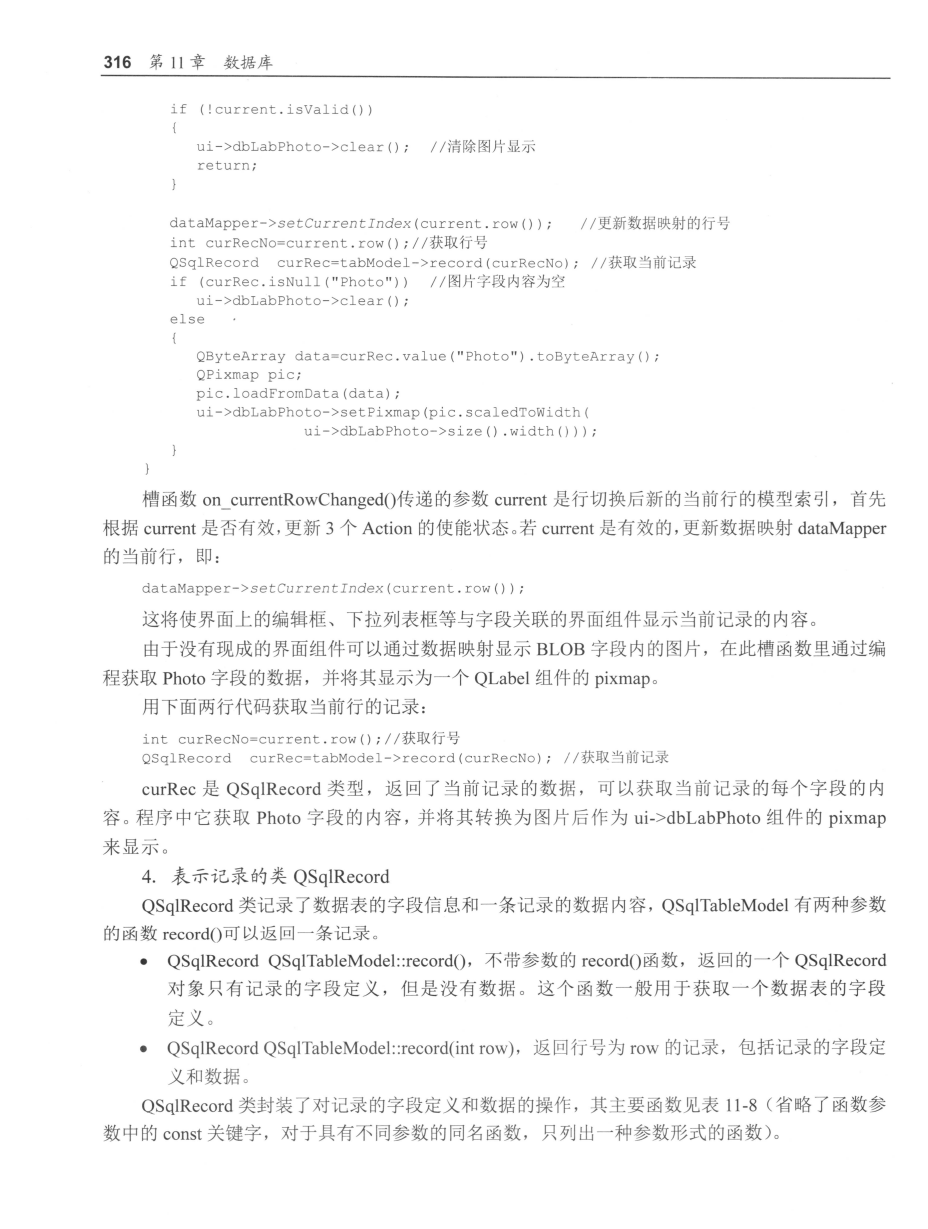 316 第 11 章 数据库
if (!current.isValid())
{
ui->dbLabPhoto->clear(); //清除图片显示
return;
}
dataMapper->setCurrentIndex(current.row()); //更新数据映射的行号
int curRecNo=current.row();//获取行号
QSqlRecord curRec=tabModel->record(curRecNo); //获取当前记录
if (curRec.isNull("Photo")) //图片字段内容为空
ui->dbLabPhoto->clear();
else
{
QByteArray data=curRec.value("Photo").toByteArray();
QPixmap pic;
pic.loadFromData(data);
ui->dbLabPhoto->setPixmap(pic.scaledToWidth(
ui->dbLabPhoto->size().width()));
}
}
槽函数 on_currentRowChanged()传递的参数 current 是行切换后新的当前行的模型索引，首先
根据 current 是否有效，更新 3 个 Action 的使能状态。若 current 是有效的，更新数据映射 dataMapper
的当前行，即：
dataMapper->setCurrentIndex(current.row());
这将使界面上的编辑框、下拉列表框等与字段关联的界面组件显示当前记录的内容。
由于没有现成的界面组件可以通过数据映射显示 BLOB 字段内的图片，在此槽函数里通过编
程获取 Photo 字段的数据，并将其显示为一个 QLabel 组件的 pixmap。
用下面两行代码获取当前行的记录：
int curRecNo=current.row();//获取行号
QSqlRecord curRec=tabModel->record(curRecNo); //获取当前记录
curRec 是 QSqlRecord 类型，返回了当前记录的数据，可以获取当前记录的每个字段的内
容。程序中它获取 Photo 字段的内容，并将其转换为图片后作为 ui->dbLabPhoto 组件的 pixmap
来显示。
4．表示记录的类 QSqlRecord
QSqlRecord 类记录了数据表的字段信息和一条记录的数据内容，QSqlTableModel 有两种参数
的函数 record()可以返回一条记录。
• QSqlRecord QSqlTableModel::record()，不带参数的 record()函数，返回的一个 QSqlRecord
对象只有记录的字段定义，但是没有数据。这个函数一般用于获取一个数据表的字段
定义。
• QSqlRecord QSqlTableModel::record(int row)，返回行号为 row 的记录，包括记录的字段定
义和数据。
QSqlRecord 类封装了对记录的字段定义和数据的操作，其主要函数见表 11-8（省略了函数参
数中的 const 关键字，对于具有不同参数的同名函数，只列出一种参数形式的函数）。